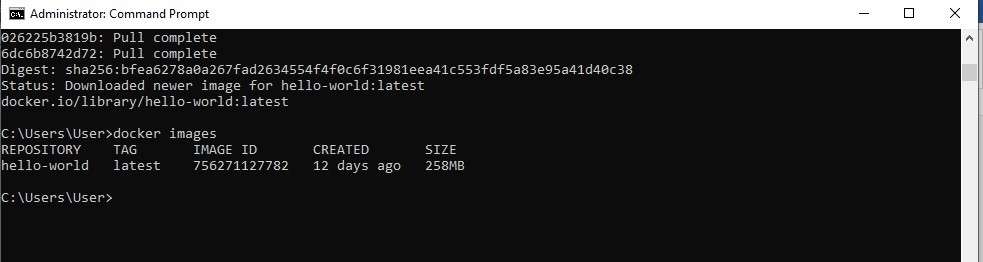 Administrator: Command Prompt
026225b3819b: Pull complete
6dc6b8742d72: Pull complete
Digest: sha256:bfea6278a0a267fad2634554f4f0c6f31981eea41c553fdf5a83e95a41d40c38
Status: Downloaded newer image for hello-world:latest
docker.io/library/hello-world:latest
C:\Users\User>docker images
REPOSITORY TAG IMAGE ID CREATED SIZE
hello-world latest 756271127782 12 days ago 258MB
C:\Users\User>